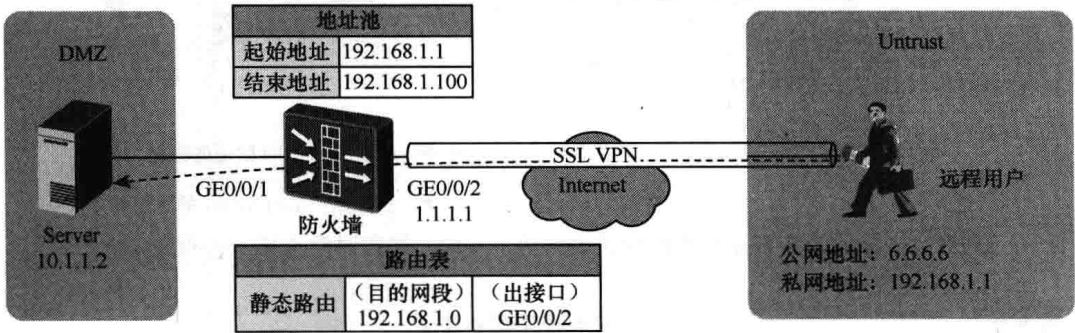 地址池
起始地址 192.168.1.1
结束地址 192.168.1.100
DMZ
Untrust
SSL VPN
Internet
GE0/0/1
GE0/0/2
1.1.1.1
防火墙
远程用户
Server
10.1.1.2
公网地址：6.6.6.6
私网地址：192.168.1.1
路由表
静态路由 （目的网段） （出接口）
192.168.1.0 GE0/0/2